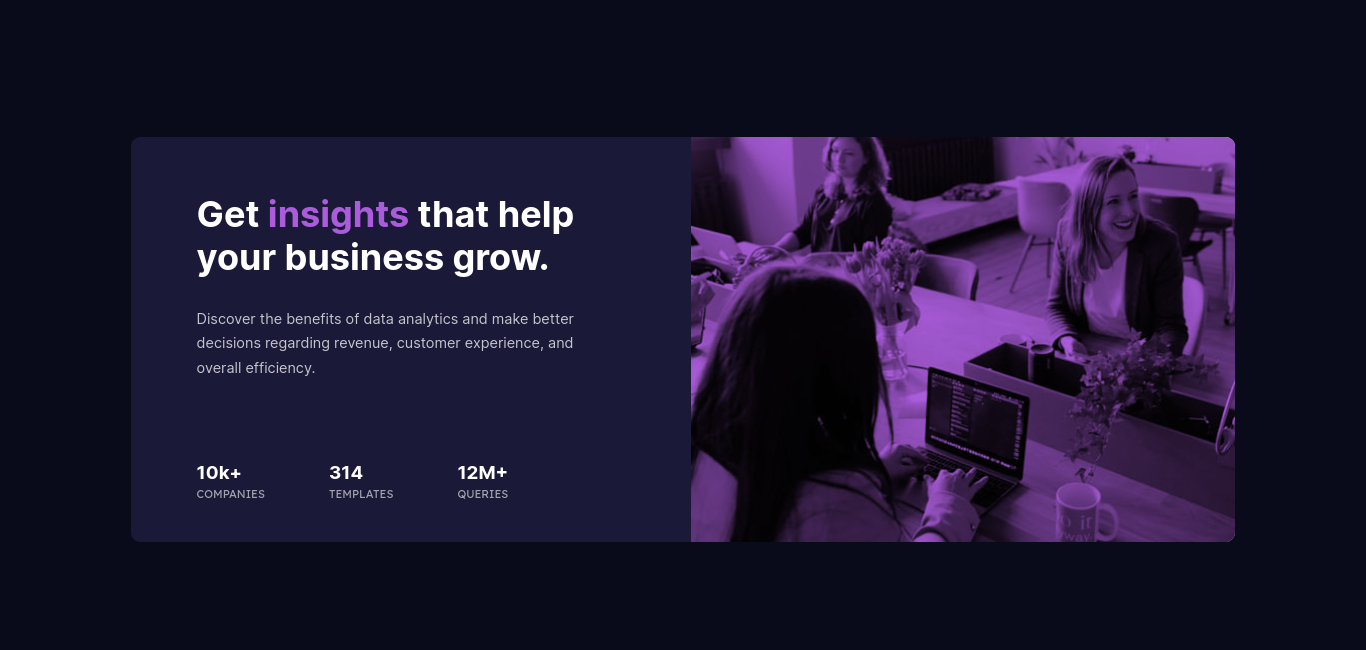 Get insights that help
your business grow.
Discover the benefits of data analytics and make better
decisions regarding revenue, customer experience, and
overall efficiency.
10k+ 314 12M+
COMPANIES TEMPLATES QUERIES